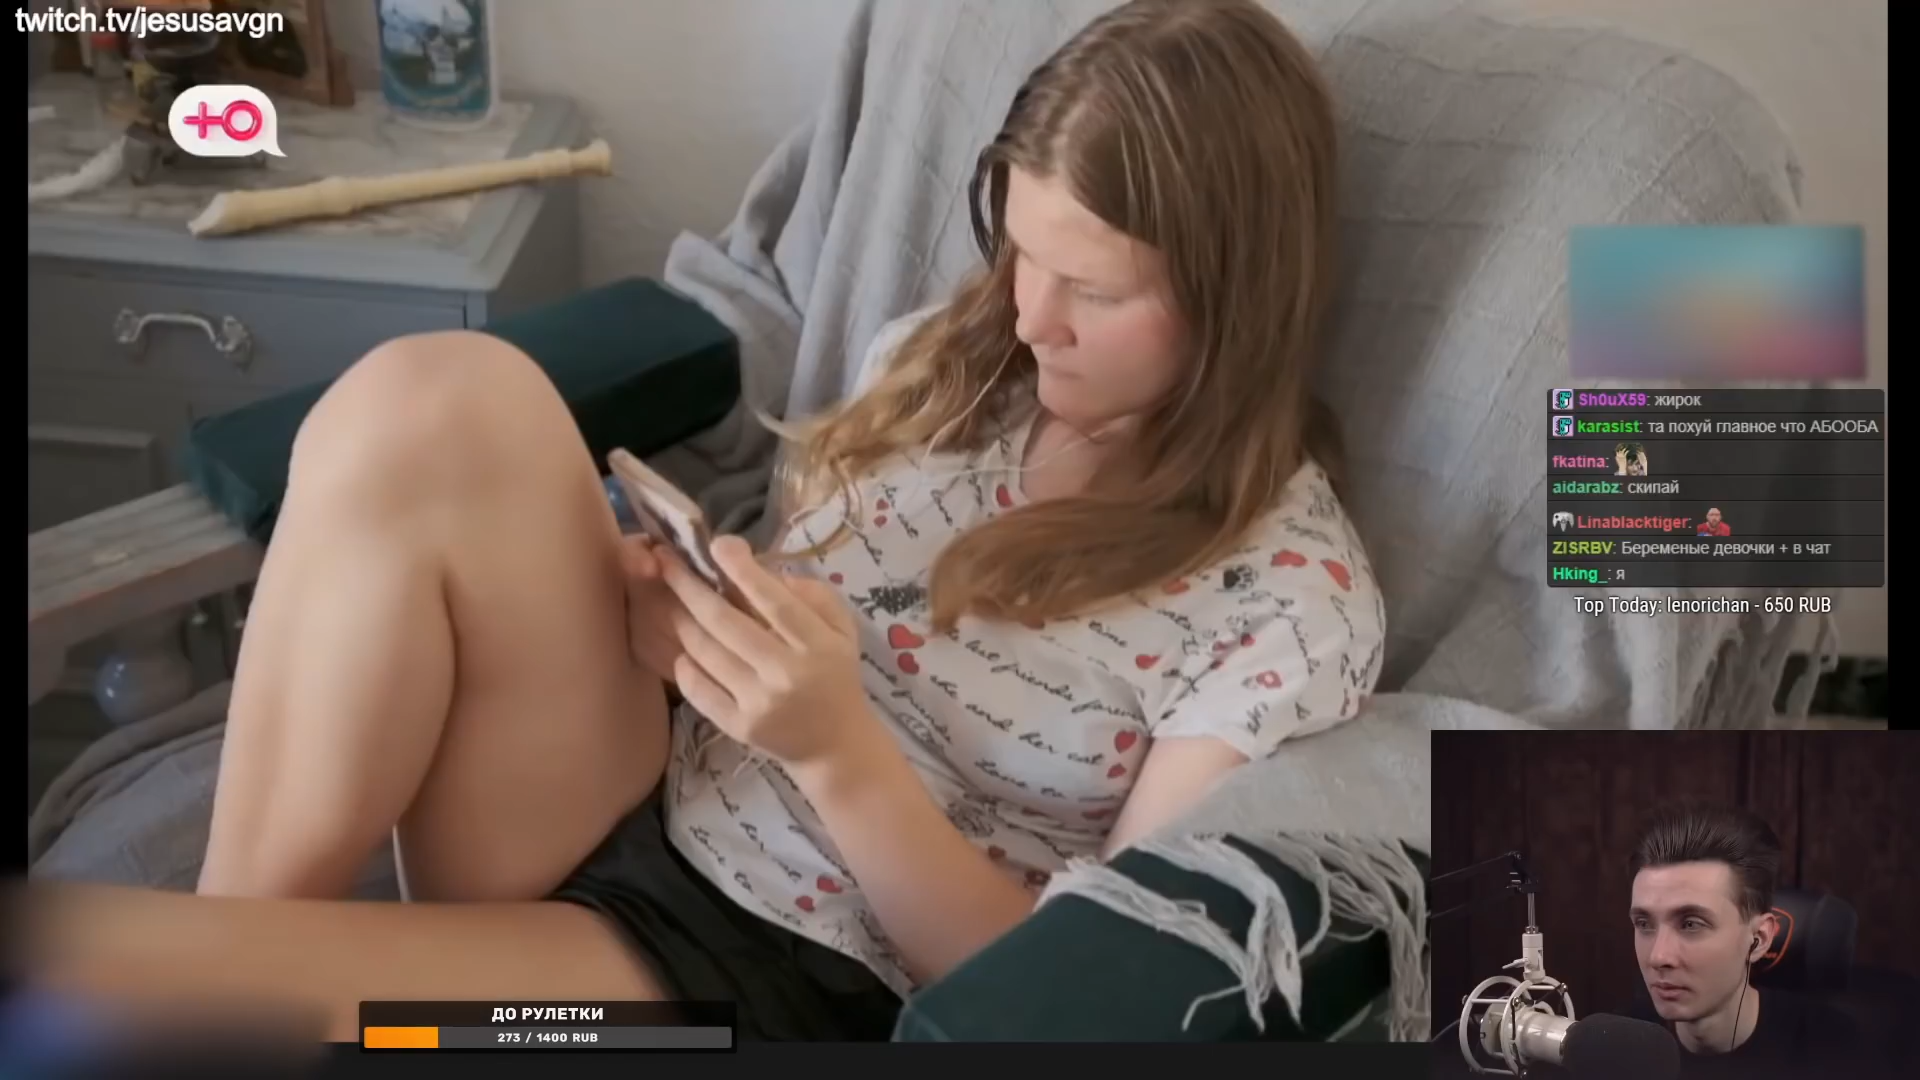 twitch.tv/jesusavgn
Ю
Sh0uX59: жирок
karasist: та похуй главное что АБООБА
fkatina:
aidarabz: скипай
Linablacktiger:
ZISRBV: Беременые девочки + в чат
Hking_: я
Top Today: lenorichan - 650 RUB
ДО РУЛЕТКИ
273 / 1400 RUB